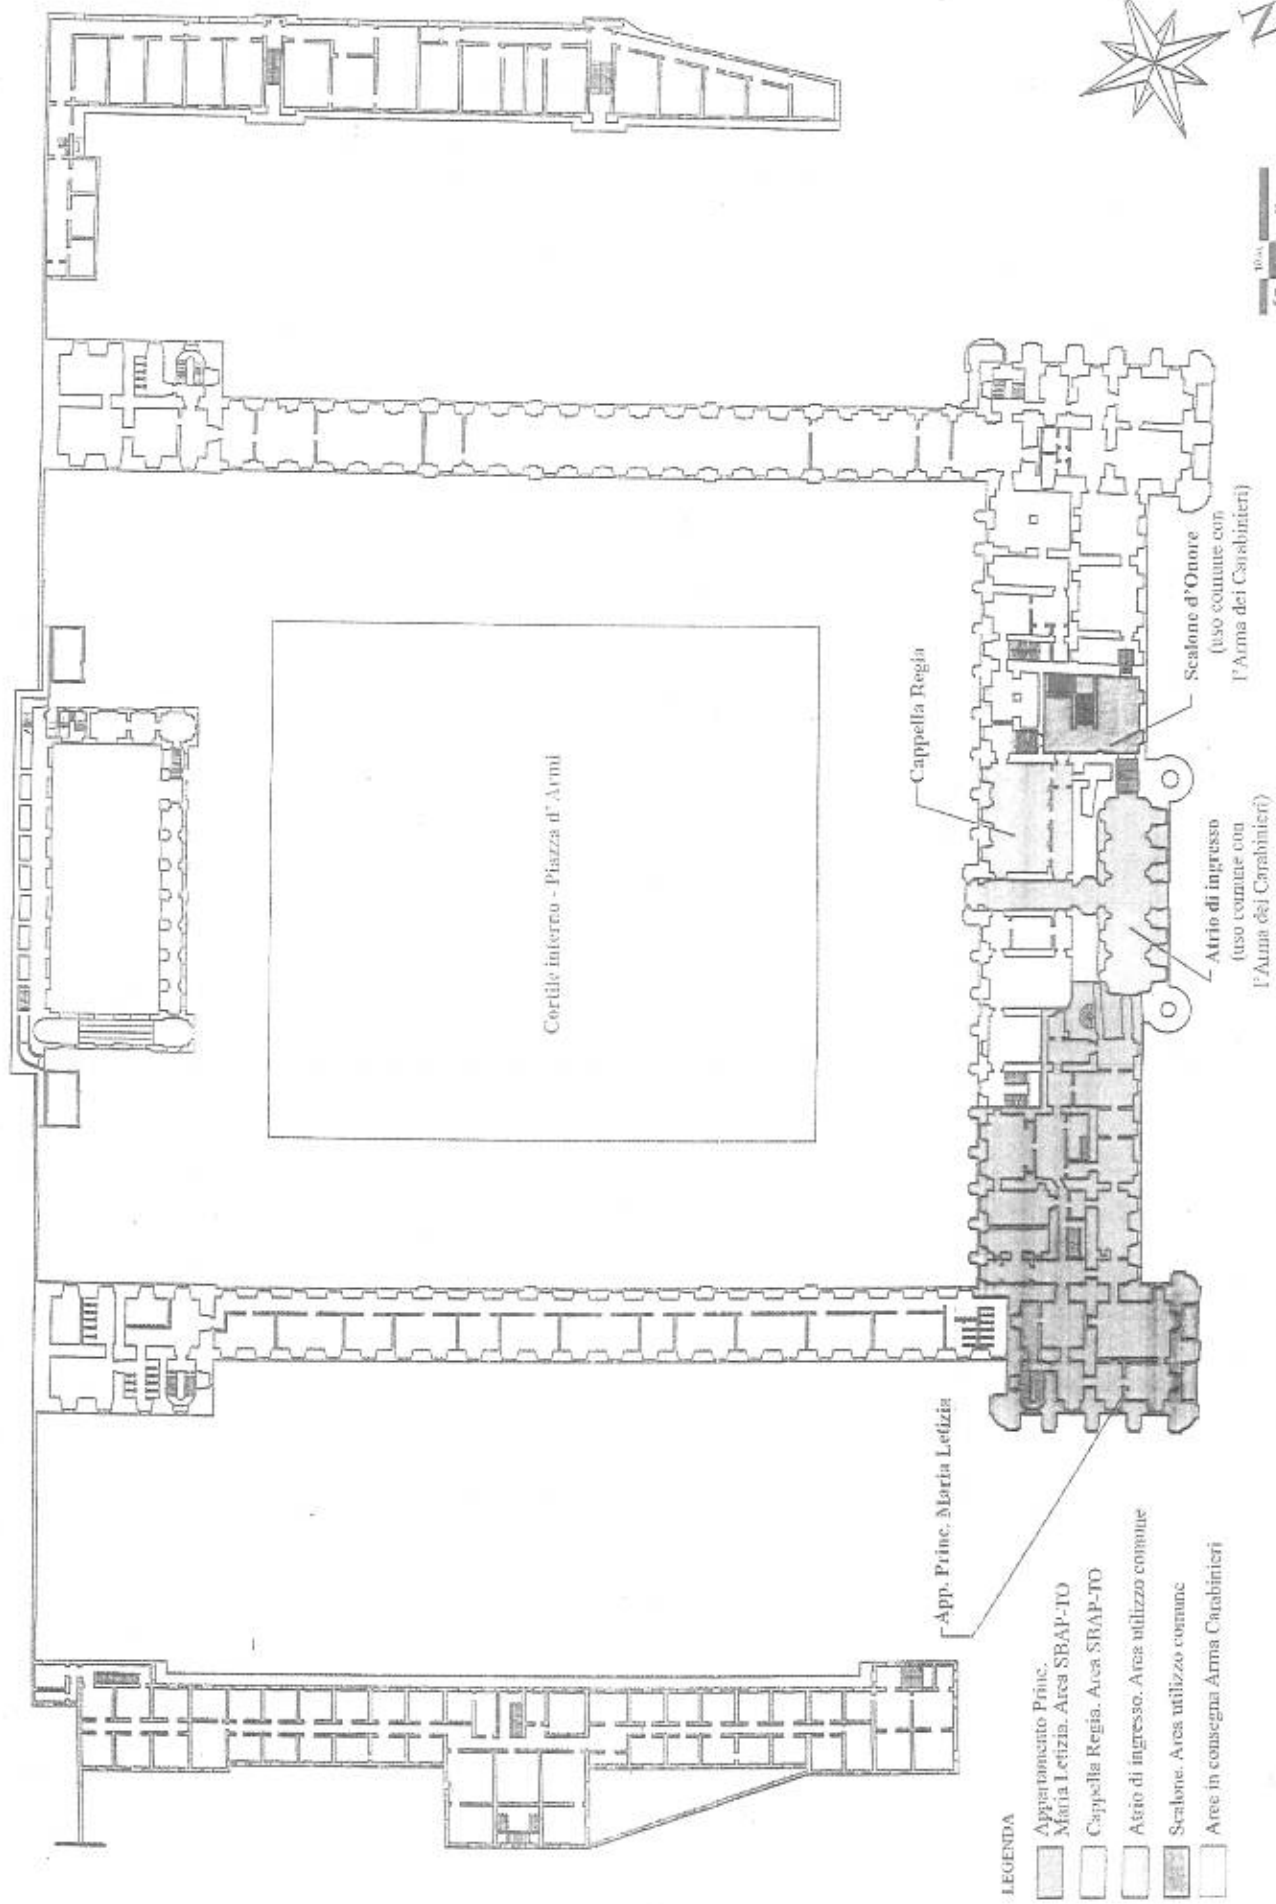 N
10 m
Scalone d'Onore
(uso comune con
l'Arma dei Carabinieri)
Cappella Regia
Atrio di ingresso
(uso comune con
l'Arma dei Carabinieri)
Cortile interno - Piazza d'Armi
App. Princ. Maria Letizia
LEGENDA
Appartamento Princ.
Maria Letizia. Area SBAP-TO
Cappella Regia. Area SBAP-TO
Atrio di ingresso. Area utilizzo comune
Scalone. Area utilizzo comune
Aree in consegna Arma Carabinieri